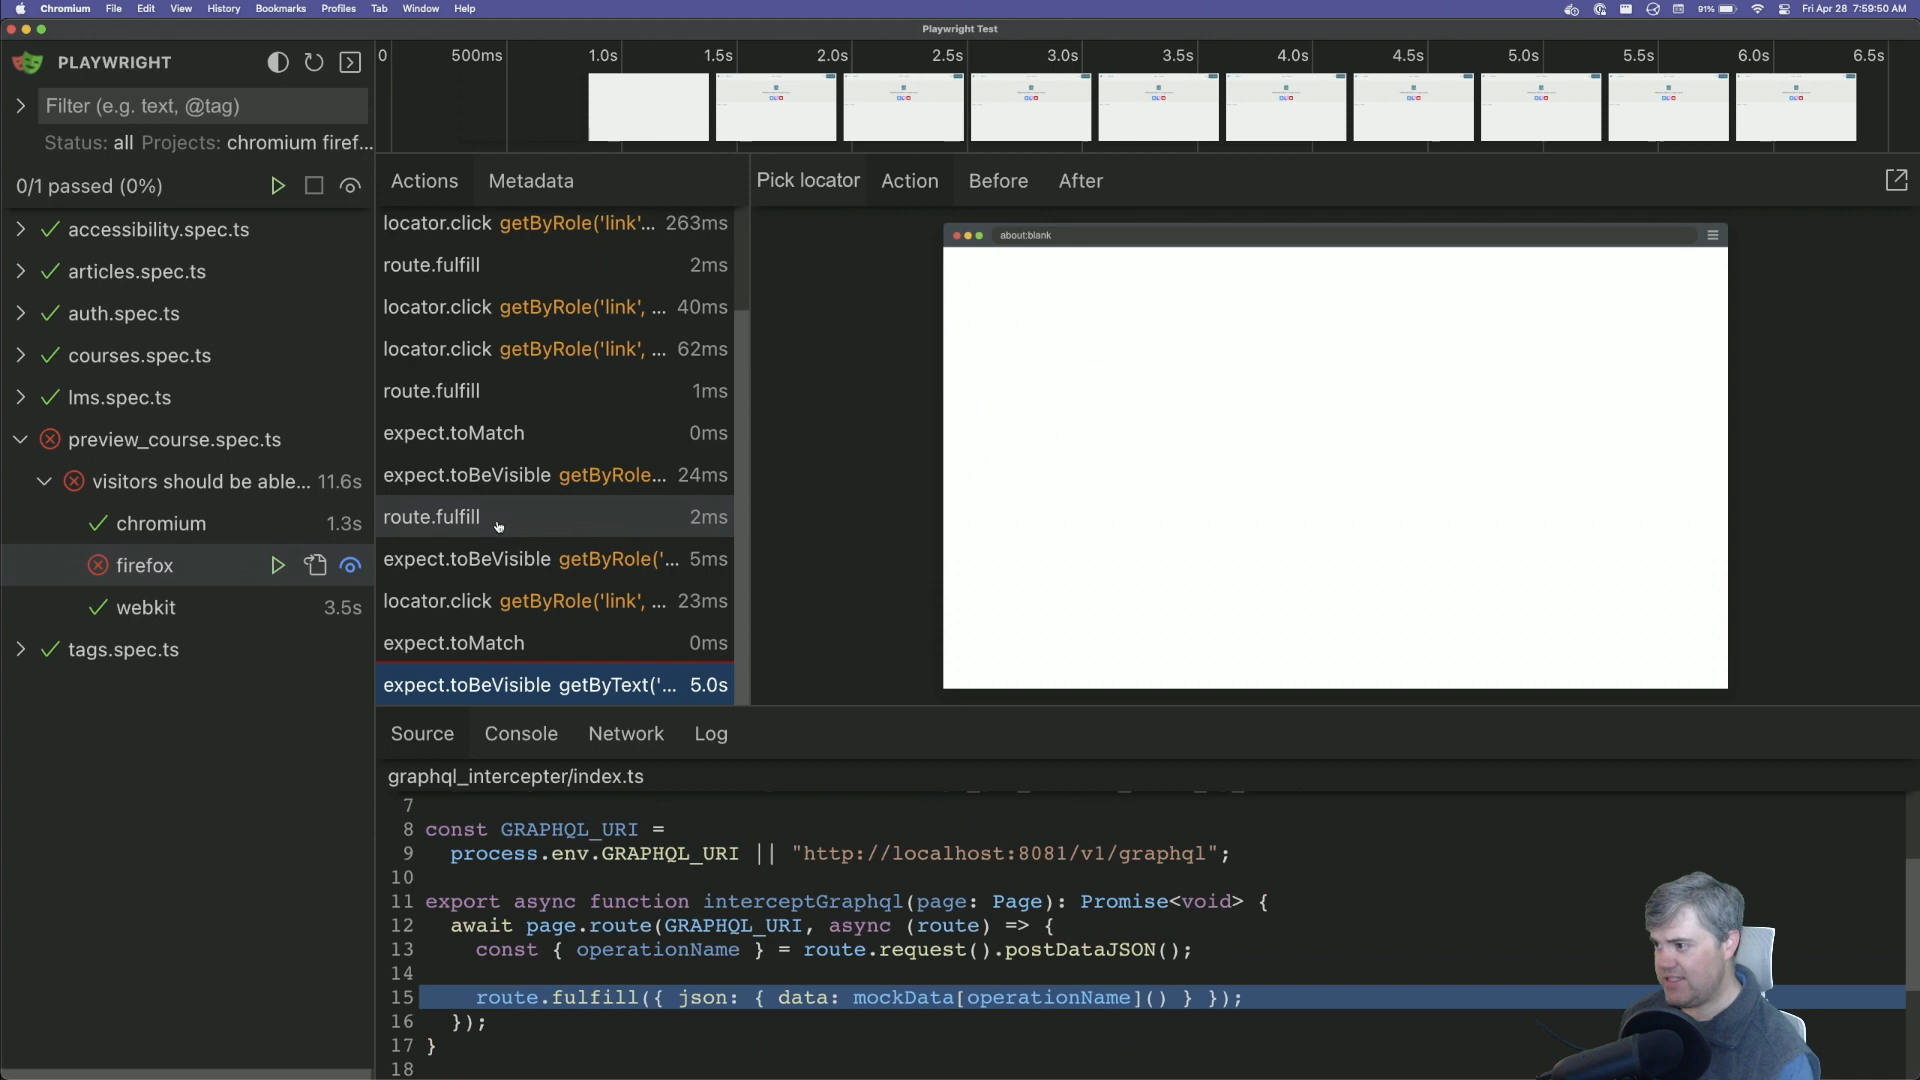 Chromium File Edit View History Bookmarks Profiles Tab Window Help 91% Fri Apr 28 7:59:50 AM
Playwright Test
PLAYWRIGHT
Filter (e.g. text, @tag)
Status: all Projects: chromium firef...
0/1 passed (0%)
accessibility.spec.ts
articles.spec.ts
auth.spec.ts
courses.spec.ts
lms.spec.ts
preview_course.spec.ts
visitors should be able... 11.6s
chromium 1.3s
firefox
webkit 3.5s
tags.spec.ts
0 500ms 1.0s 1.5s 2.0s 2.5s 3.0s 3.5s 4.0s 4.5s 5.0s 5.5s 6.0s 6.5s
Actions Metadata
locator.click getByRole('link'... 263ms
route.fulfill 2ms
locator.click getByRole('link', ... 40ms
locator.click getByRole('link', ... 62ms
route.fulfill 1ms
expect.toMatch 0ms
expect.toBeVisible getByRole... 24ms
route.fulfill 2ms
expect.toBeVisible getByRole('... 5ms
locator.click getByRole('link', ... 23ms
expect.toMatch 0ms
expect.toBeVisible getByText('... 5.0s
Pick locator Action Before After
about:blank
Source Console Network Log
graphql_intercepter/index.ts
7
8 const GRAPHQL_URI =
9 process.env.GRAPHQL_URI || "http://localhost:8081/v1/graphql";
10
11 export async function interceptGraphql(page: Page): Promise<void> {
12 await page.route(GRAPHQL_URI, async (route) => {
13 const { operationName } = route.request().postDataJSON();
14
15 route.fulfill({ json: { data: mockData[operationName]() } });
16 });
17 }
18